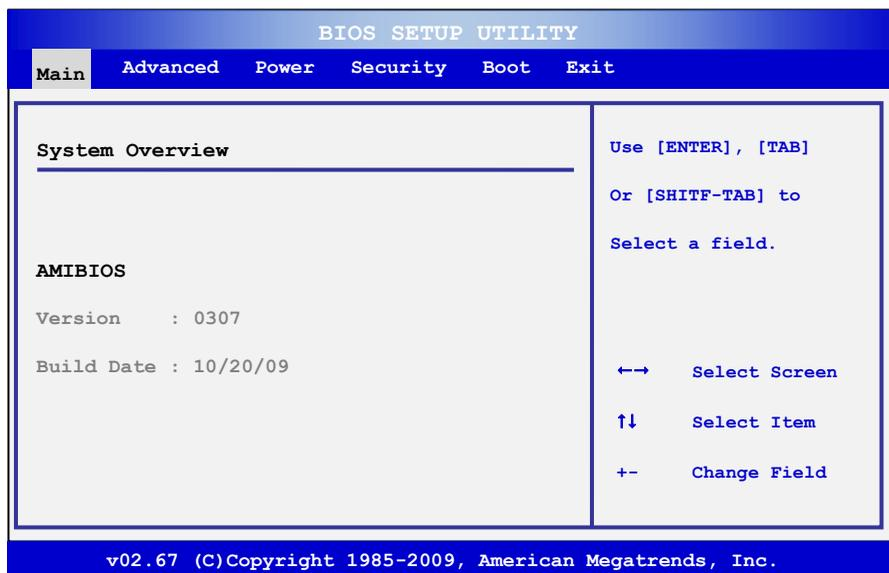 BIOS SETUP UTILITY
Main Advanced Power Security Boot Exit
System Overview
AMIBIOS
Version : 0307
Build Date : 10/20/09
Use [ENTER], [TAB]
Or [SHITF-TAB] to
Select a field.
←→ Select Screen
↑↓ Select Item
+- Change Field
v02.67 (C)Copyright 1985-2009, American Megatrends, Inc.